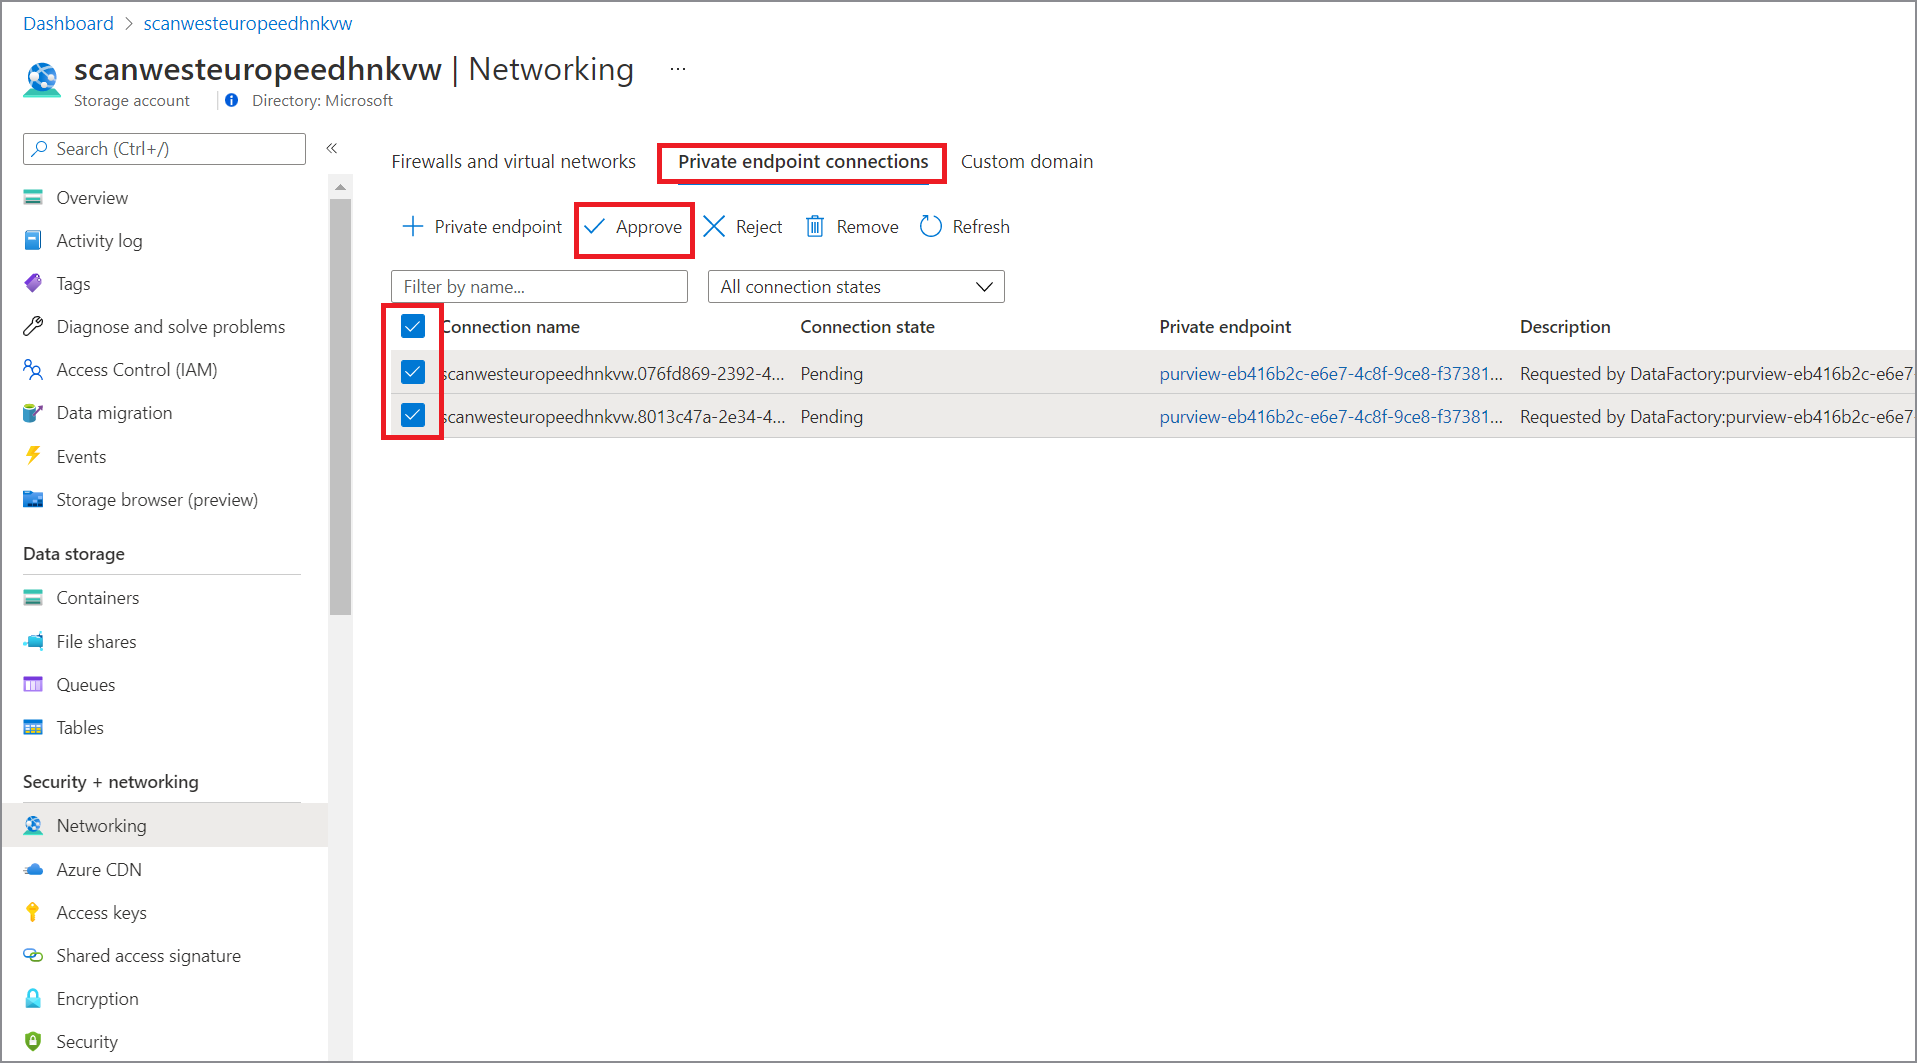 Dashboard > scanwesteuropeedhnkvw
scanwesteuropeedhnkvw | Networking ...
Storage account | Directory: Microsoft
Search (Ctrl+/) «
Overview
Activity log
Tags
Diagnose and solve problems
Access Control (IAM)
Data migration
Events
Storage browser (preview)
Data storage
Containers
File shares
Queues
Tables
Security + networking
Networking
Azure CDN
Access keys
Shared access signature
Encryption
Security
Firewalls and virtual networks Private endpoint connections Custom domain
Private endpoint Approve Reject Remove Refresh
Filter by name... All connection states
Connection name Connection state Private endpoint Description
scanwesteuropeedhnkvw.076fd869-2392-4... Pending purview-eb416b2c-e6e7-4c8f-9ce8-f37381... Requested by DataFactory:purview-eb416b2c-e6e7
scanwesteuropeedhnkvw.8013c47a-2e34-4... Pending purview-eb416b2c-e6e7-4c8f-9ce8-f37381... Requested by DataFactory:purview-eb416b2c-e6e7